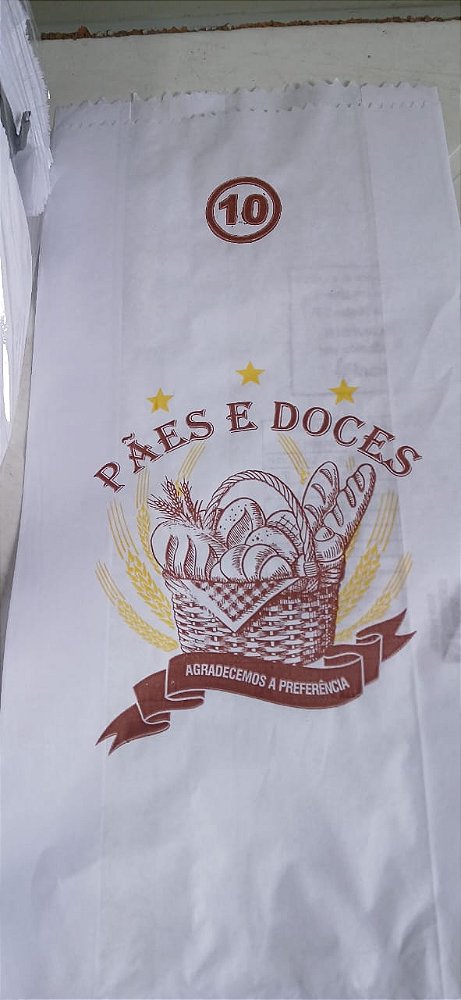 10
PÃES E DOCES
AGRADECEMOS A PREFERÊNCIA